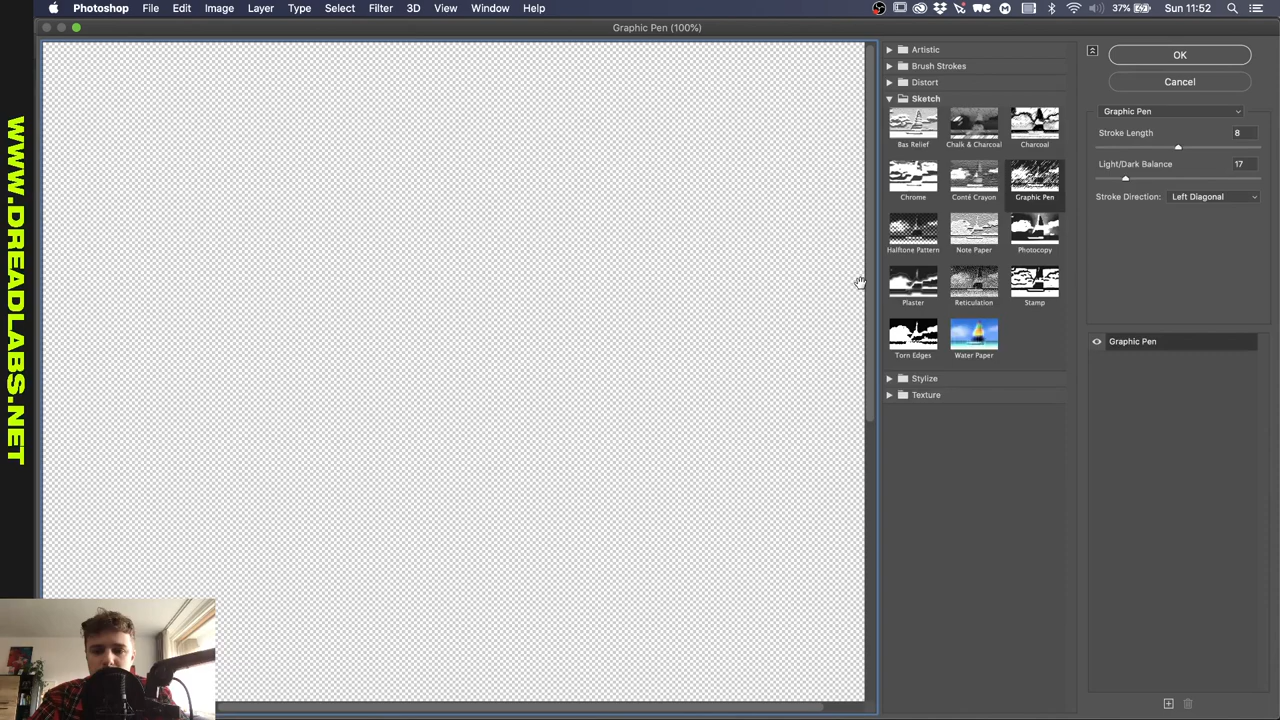 Photoshop File Edit Image Layer Type Select Filter 3D View Window Help 37% Sun 11:52
Graphic Pen (100%)
WWW.DREADLABS.NET
Artistic
Brush Strokes
Distort
Sketch
Bas Relief Chalk & Charcoal Charcoal
Chrome Conté Crayon Graphic Pen
Halftone Pattern Note Paper Photocopy
Plaster Reticulation Stamp
Torn Edges Water Paper
Stylize
Texture
OK
Cancel
Graphic Pen
Stroke Length 8
Light/Dark Balance 17
Stroke Direction: Left Diagonal
Graphic Pen